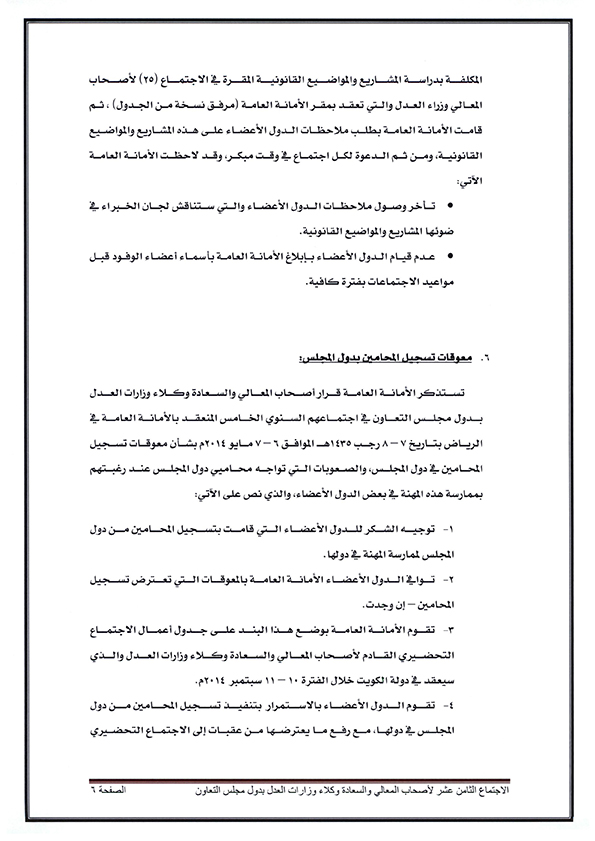 المكلفة بدراسة المشاريع والمواضيع القانونية المقرة في الاجتماع (٢٥) لأصحاب
المعالي وزراء العدل والتي تعقد بمقر الأمانة العامة (مرفق نسخة من الجدول) ، ثم
قامت الأمانة العامة بطلب ملاحظات الدول الأعضاء على هذه المشاريع والمواضيع
القانونية، ومن ثم الدعوة لكل اجتماع في وقت مبكر، وقد لاحظت الأمانة العامة
الآتي:
• تأخر وصول ملاحظات الدول الأعضاء والتي ستناقش لجان الخبراء في
ضوئها المشاريع والمواضيع القانونية.
• عدم قيام الدول الأعضاء بإبلاغ الأمانة العامة بأسماء أعضاء الوفود قبل
مواعيد الاجتماعات بفترة كافية.
٦. معوقات تسجيل المحامين بدول المجلس:
تستذكر الأمانة العامة قرار أصحاب المعالي والسعادة وكلاء وزارات العدل
بدول مجلس التعاون في اجتماعهم السنوي الخامس المنعقد بالأمانة العامة في
الرياض بتاريخ ٧ – ٨ رجب ١٤٣٥هـ الموافق ٦ – ٧ مايو ٢٠١٤م بشأن معوقات تسجيل
المحامين في دول المجلس، والصعوبات التي تواجه محاميي دول المجلس عند رغبتهم
بممارسة هذه المهنة في بعض الدول الأعضاء، والذي نص على الآتي:
١- توجيه الشكر للدول الأعضاء التي قامت بتسجيل المحامين من دول
المجلس لممارسة المهنة في دولها.
٢- توافي الدول الأعضاء الأمانة العامة بالمعوقات التي تعترض تسجيل
المحامين – إن وجدت.
٣- تقوم الأمانة العامة بوضع هذا البند على جدول أعمال الاجتماع
التحضيري القادم لأصحاب المعالي والسعادة وكلاء وزارات العدل والذي
سيعقد في دولة الكويت خلال الفترة ١٠ – ١١ سبتمبر ٢٠١٤م.
٤- تقوم الدول الأعضاء بالاستمرار بتنفيذ تسجيل المحامين من دول
المجلس في دولها، مع رفع ما يعترضها من عقبات إلى الاجتماع التحضيري
الاجتماع الثامن عشر لأصحاب المعالي والسعادة وكلاء وزارات العدل بدول مجلس التعاون الصفحة ٦